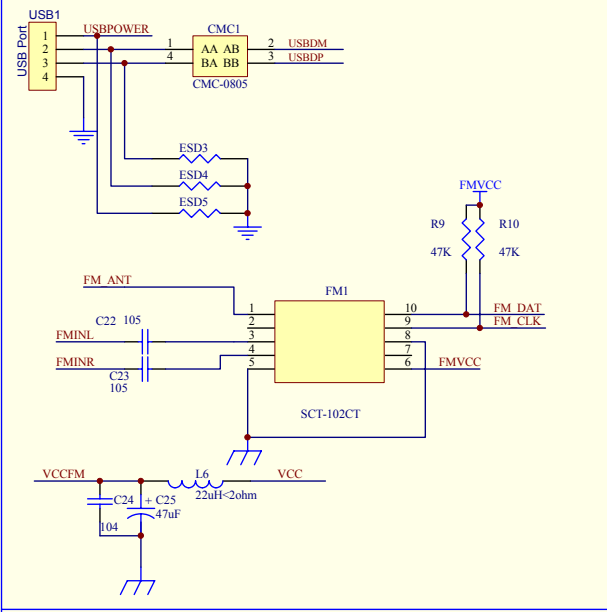 USB1
USB Port
1
2
3
4
USBPOWER
CMC1
1
4
AA AB
BA BB
2
3
USBDM
USBDP
CMC-0805
ESD3
ESD4
ESD5
FMVCC
R9
R10
47K
47K
FM_ANT
FM1
C22 105
FMINL
FMINR
C23
105
1
2
3
4
5
10
9
8
7
6
FM_DAT
FM_CLK
FMVCC
SCT-102CT
VCCFM
L6
VCC
22uH<2ohm
C24
104
+ C25
47uF